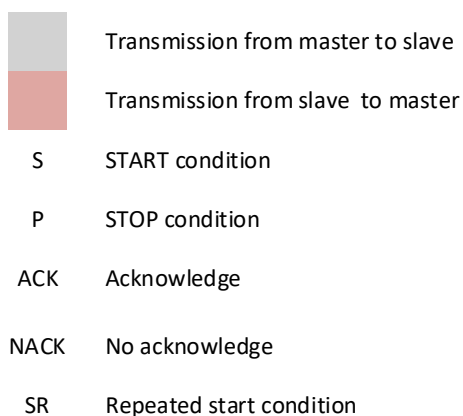 Transmission from master to slave
Transmission from slave to master
S START condition
P STOP condition
ACK Acknowledge
NACK No acknowledge
SR Repeated start condition